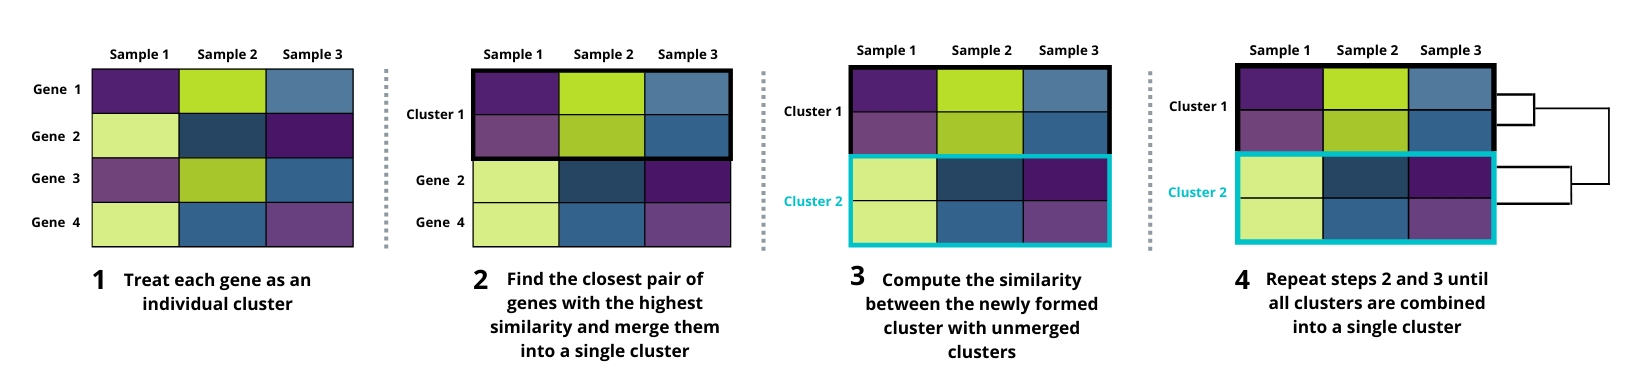 Sample 1 Sample 2 Sample 3
Gene 1
Gene 2
Gene 3
Gene 4
1 Treat each gene as an
individual cluster
Sample 1 Sample 2 Sample 3
Cluster 1
Gene 2
Gene 4
2 Find the closest pair of
genes with the highest
similarity and merge them
into a single cluster
Sample 1 Sample 2 Sample 3
Cluster 1
Cluster 2
3 Compute the similarity
between the newly formed
cluster with unmerged
clusters
Sample 1 Sample 2 Sample 3
Cluster 1
Cluster 2
4 Repeat steps 2 and 3 until
all clusters are combined
into a single cluster